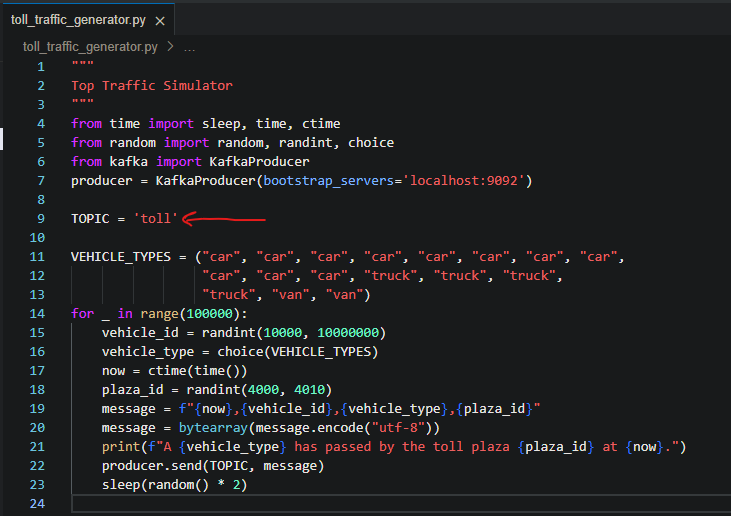 toll_traffic_generator.py ×
toll_traffic_generator.py > ...
1 """
2 Top Traffic Simulator
3 """
4 from time import sleep, time, ctime
5 from random import random, randint, choice
6 from kafka import KafkaProducer
7 producer = KafkaProducer(bootstrap_servers='localhost:9092')
8
9 TOPIC = 'toll'
10
11 VEHICLE_TYPES = ("car", "car", "car", "car", "car", "car", "car", "car",
12 "car", "car", "car", "truck", "truck", "truck",
13 "truck", "van", "van")
14 for _ in range(100000):
15 vehicle_id = randint(10000, 10000000)
16 vehicle_type = choice(VEHICLE_TYPES)
17 now = ctime(time())
18 plaza_id = randint(4000, 4010)
19 message = f"{now},{vehicle_id},{vehicle_type},{plaza_id}"
20 message = bytearray(message.encode("utf-8"))
21 print(f"A {vehicle_type} has passed by the toll plaza {plaza_id} at {now}.")
22 producer.send(TOPIC, message)
23 sleep(random() * 2)
24